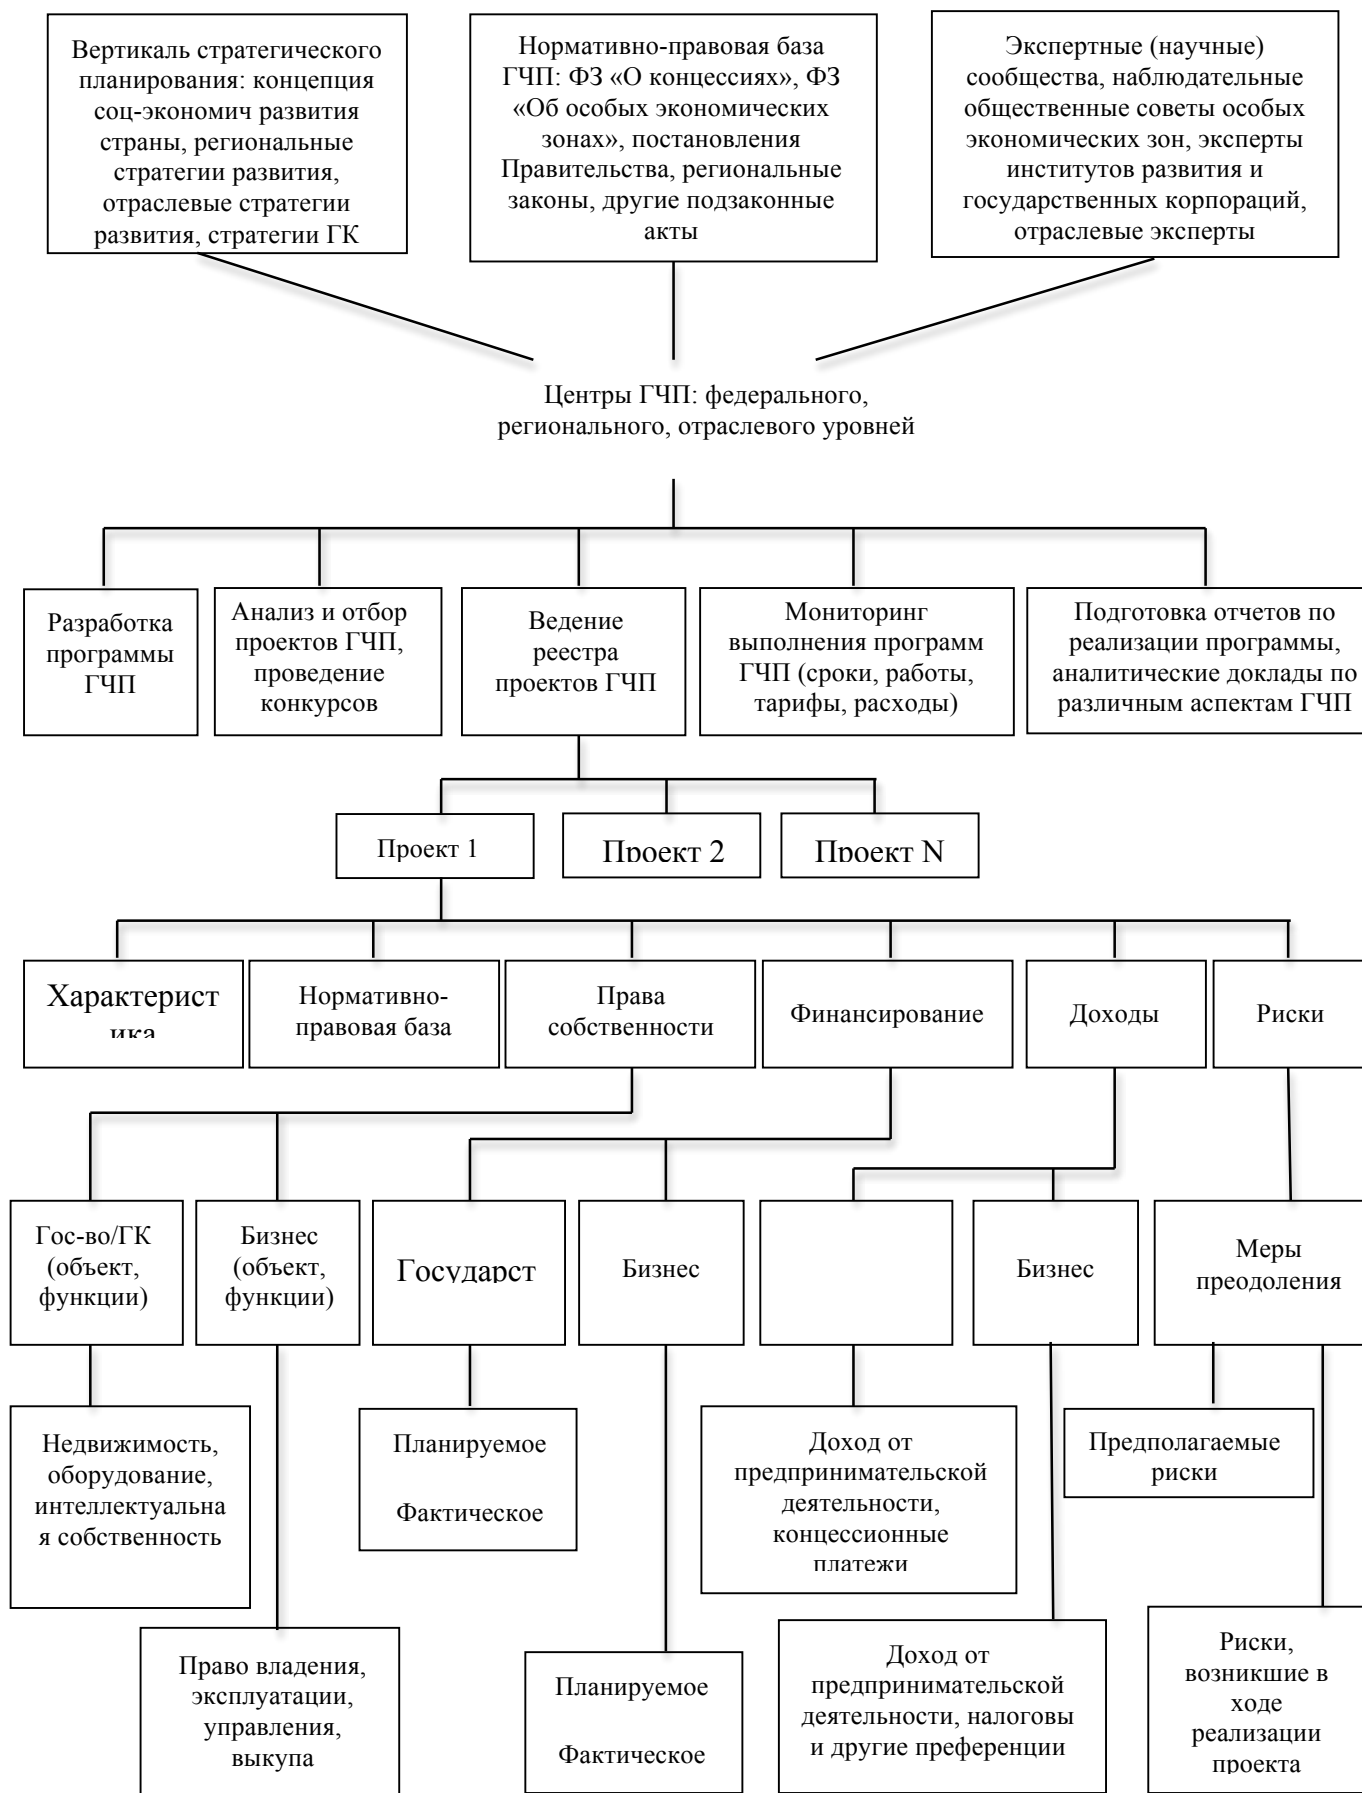 Вертикаль стратегического
планирования: концепция
соц-экономич развития
страны, региональные
стратегии развития,
отраслевые стратегии
развития, стратегии ГК
Нормативно-правовая база
ГЧП: ФЗ «О концессиях», ФЗ
«Об особых экономических
зонах», постановления
Правительства, региональные
законы, другие подзаконные
акты
Экспертные (научные)
сообщества, наблюдательные
общественные советы особых
экономических зон, эксперты
институтов развития и
государственных корпораций,
отраслевые эксперты
Центры ГЧП: федерального,
регионального, отраслевого уровней
Разработка
программы
ГЧП
Анализ и отбор
проектов ГЧП,
проведение
конкурсов
Ведение
реестра
проектов ГЧП
Мониторинг
выполнения программ
ГЧП (сроки, работы,
тарифы, расходы)
Подготовка отчетов по
реализации программы,
аналитические доклады по
различным аспектам ГЧП
Проект 1
Проект 2
Проект N
Характерист
ика
Нормативно-
правовая база
Права
собственности
Финансирование
Доходы
Риски
Гос-во/ГК
(объект,
функции)
Бизнес
(объект,
функции)
Государст
Бизнес
Бизнес
Меры
преодоления
Недвижимость,
оборудование,
интеллектуальна
я собственность
Планируемое
Фактическое
Доход от
предпринимательской
деятельности,
концессионные
платежи
Предполагаемые
риски
Право владения,
эксплуатации,
управления,
выкупа
Планируемое
Фактическое
Доход от
предпринимательской
деятельности, налоговы
и другие преференции
Риски,
возникшие в
ходе
реализации
проекта